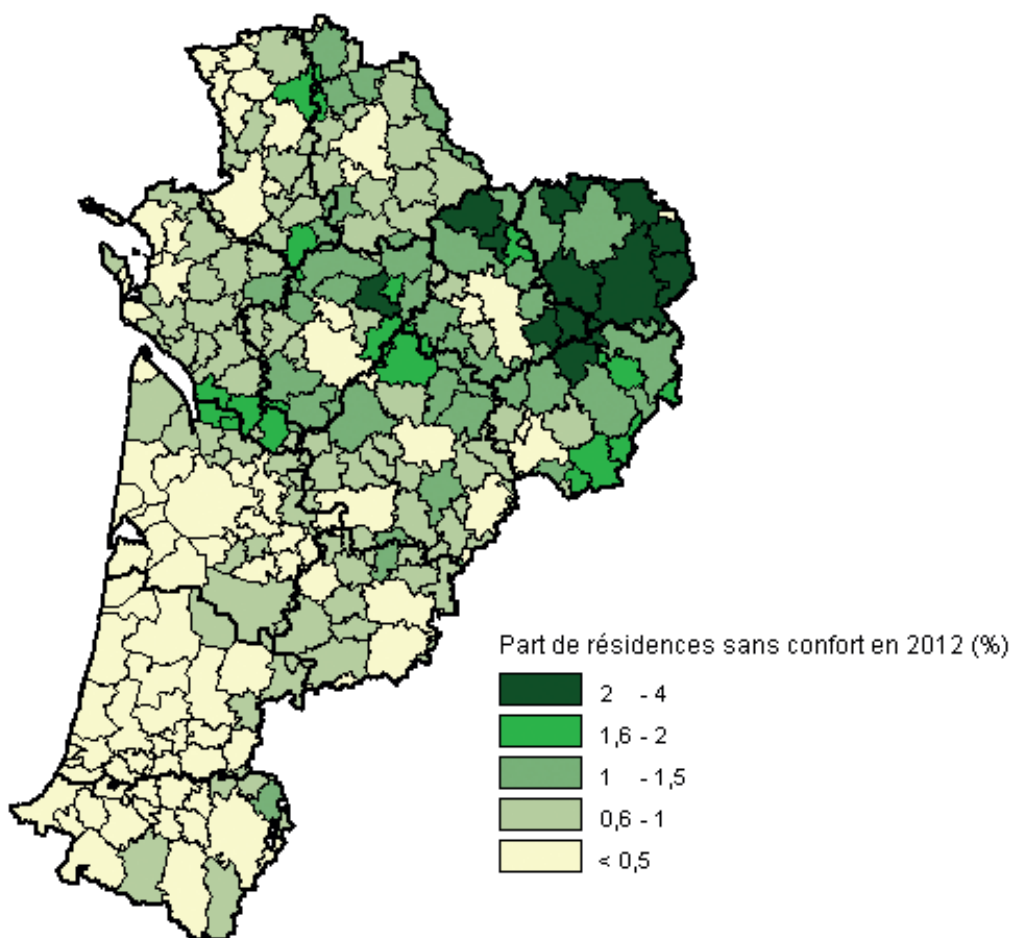 Part de résidences sans confort en 2012 (%)
2 - 4
1,6 - 2
1 - 1,5
0,6 - 1
< 0,5